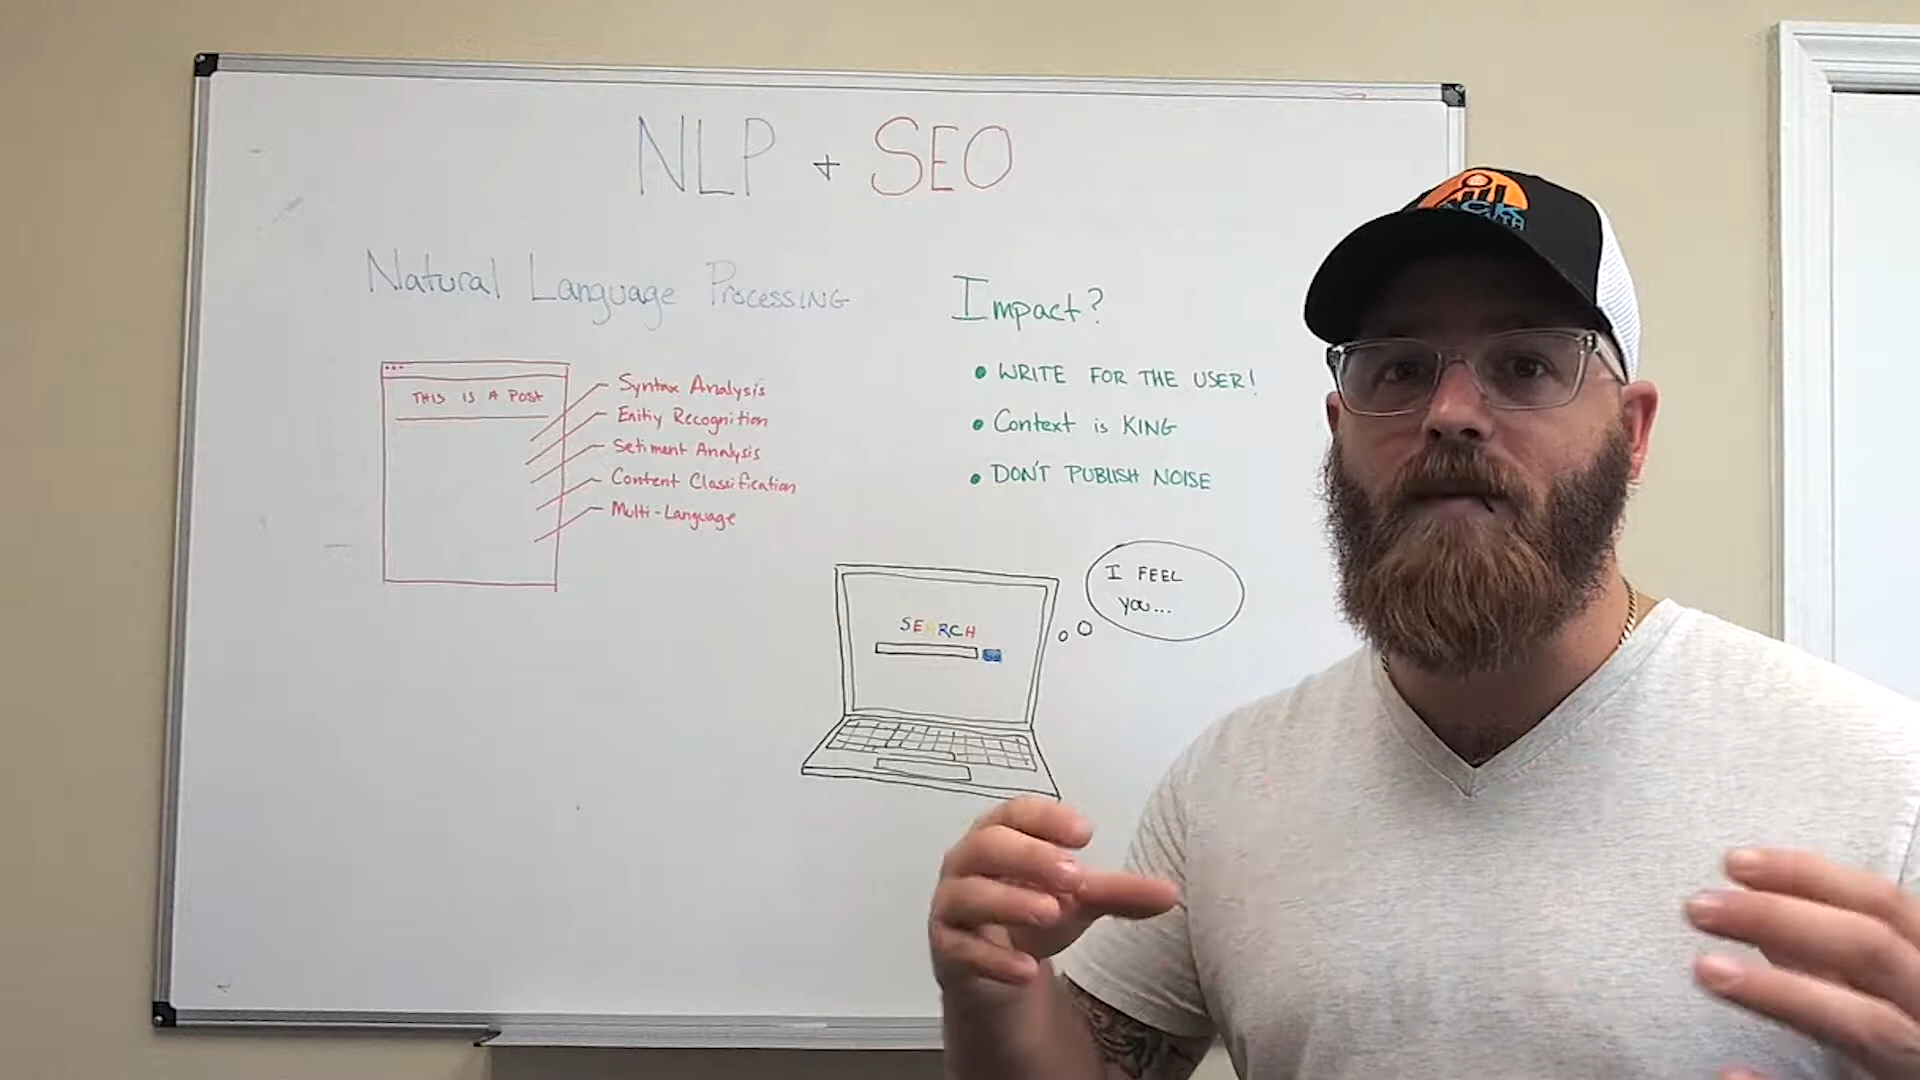 NLP + SEO
Natural Language Processing
THIS IS A POST
Syntax Analysis
Entity Recognition
Setiment Analysis
Content Classification
Multi-Language
Impact?
• WRITE FOR THE USER!
• Context is KING
• DON'T PUBLISH NOISE
SEARCH
I FEEL
YOU...